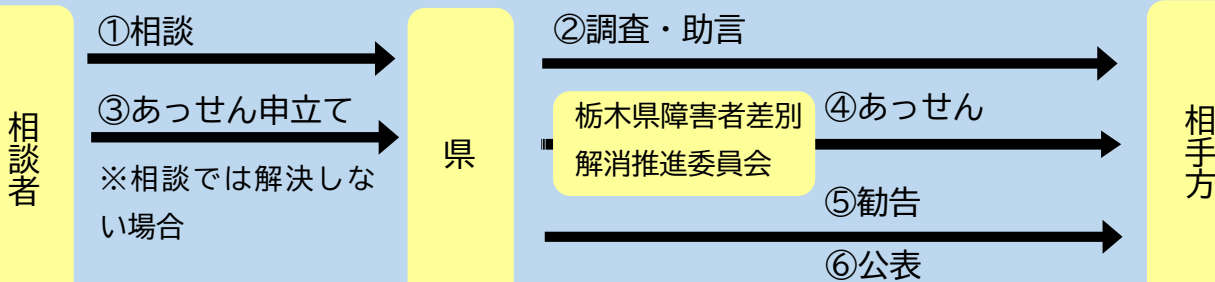 相談者
①相談
③あっせん申立て
※相談では解決しな
い場合
県
②調査・助言
栃木県障害者差別
解消推進委員会
④あっせん
⑤勧告
⑥公表
相手方